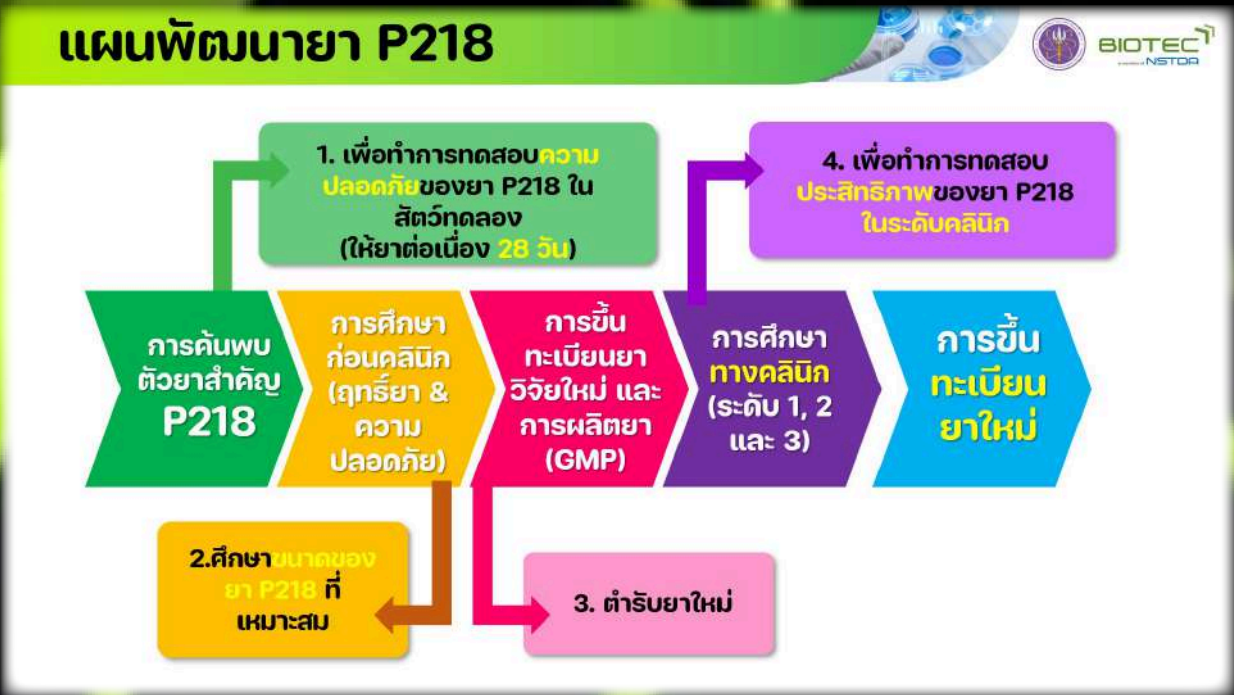 แผนพัฒนายา P218
BIOTEC
NSTDA
1. เพื่อทำการทดสอบความ
ปลอดภัยของยา P218 ใน
สัตว์ทดลอง
(ให้ยาต่อเนื่อง 28 วัน)
4. เพื่อทำการทดสอบ
ประสิทธิภาพของยา P218
ในระดับคลินิก
การค้นพบ
ตัวยาสำคัญ
P218
การศึกษา
ก่อนคลินิก
(ฤทธิ์ยา &
ความ
ปลอดภัย)
การขึ้น
ทะเบียนยา
วิจัยใหม่ และ
การผลิตยา
(GMP)
การศึกษา
ทางคลินิก
(ระดับ 1, 2
และ 3)
การขึ้น
ทะเบียน
ยาใหม่
2.ศึกษาขนาดของ
ยา P218 ที่
เหมาะสม
3. ตำรับยาใหม่